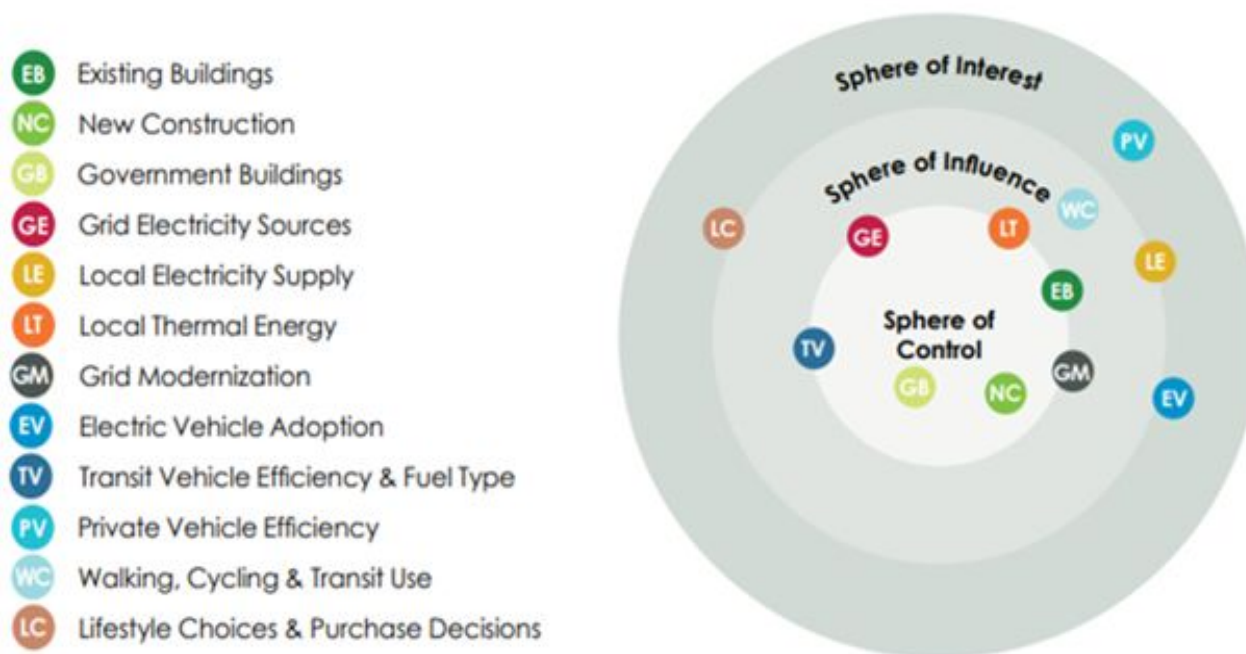 EB Existing Buildings
NC New Construction
GB Government Buildings
GE Grid Electricity Sources
LE Local Electricity Supply
LT Local Thermal Energy
GM Grid Modernization
EV Electric Vehicle Adoption
TV Transit Vehicle Efficiency & Fuel Type
PV Private Vehicle Efficiency
WC Walking, Cycling & Transit Use
LC Lifestyle Choices & Purchase Decisions
Sphere of Interest
PV
Sphere of Influence
WC
LC
GE
LT
LE
EB
Sphere of
Control
TV
GM
GB
NC
EV